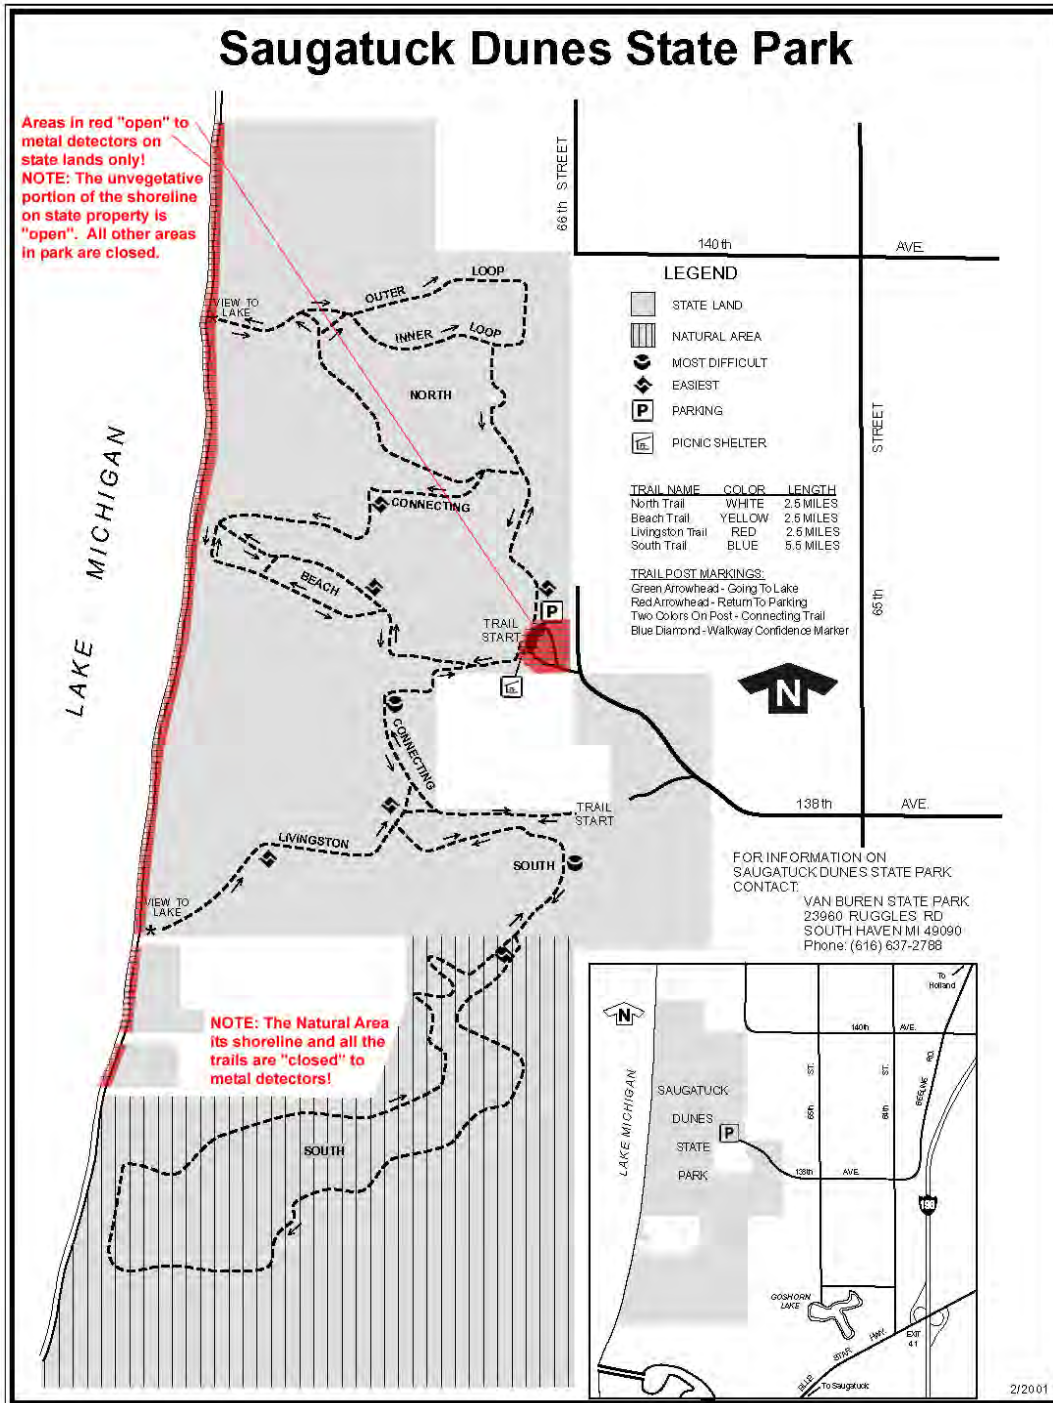 Saugatuck Dunes State Park
Areas in red "open" to
metal detectors on
state lands only!
NOTE: The unvegetative
portion of the shoreline
on state property is
"open". All other areas
in park are closed.
66th STREET
140th AVE.
STREET
65th
LEGEND
STATE LAND
NATURAL AREA
MOST DIFFICULT
EASIEST
P PARKING
PICNIC SHELTER
TRAIL NAME COLOR LENGTH
North Trail WHITE 2.5 MILES
Beach Trail YELLOW 2.5 MILES
Livingston Trail RED 2.5 MILES
South Trail BLUE 5.5 MILES
TRAIL POST MARKINGS:
Green Arrowhead - Going To Lake
Red Arrowhead - Return To Parking
Two Colors On Post - Connecting Trail
Blue Diamond - Walkway Confidence Marker
N
VIEW TO
LAKE
OUTER LOOP
INNER LOOP
NORTH
LAKE MICHIGAN
CONNECTING
BEACH
P
TRAIL
START
CONNECTING
TRAIL
START
138th AVE.
LIVINGSTON
SOUTH
VIEW TO
LAKE
*
FOR INFORMATION ON
SAUGATUCK DUNES STATE PARK
CONTACT:
VAN BUREN STATE PARK
23960 RUGGLES RD
SOUTH HAVEN MI 49090
Phone: (616) 637-2788
NOTE: The Natural Area
its shoreline and all the
trails are "closed" to
metal detectors!
SOUTH
To
Holland
N
140th AVE.
LAKE MICHIGAN
SAUGATUCK
DUNES
STATE
PARK
P
65th ST.
64th ST.
BEELINE RD.
138th AVE.
GOSHORN
LAKE
EXIT
41
BLUE STAR HWY.
To Saugatuck
2/2001